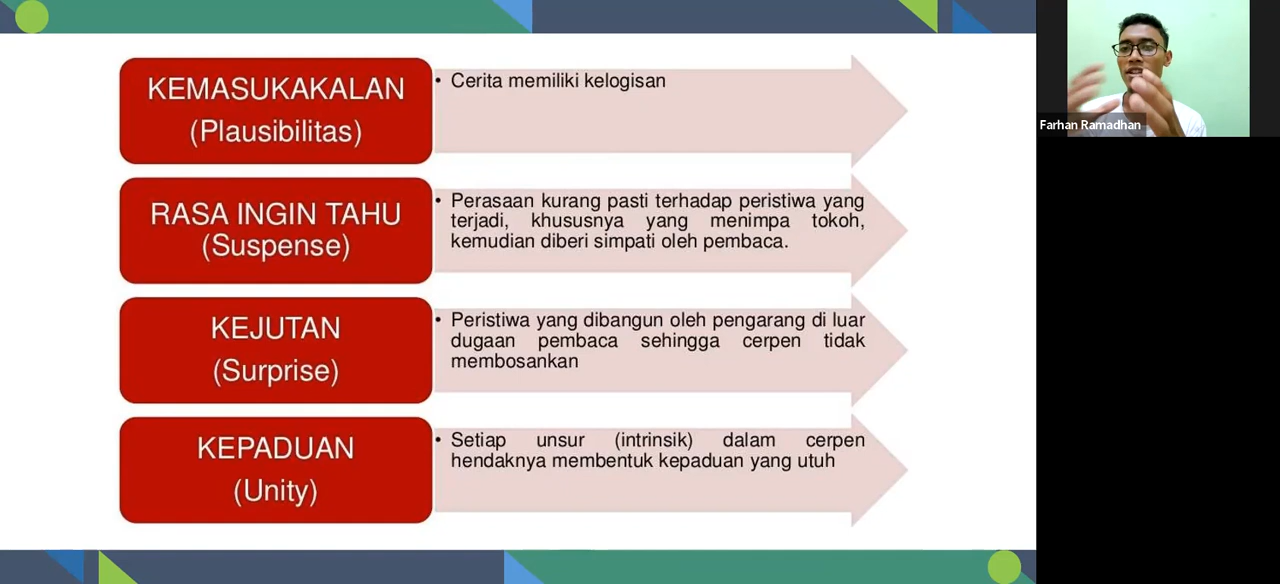 KEMASUKAKALAN
(Plausibilitas)
• Cerita memiliki kelogisan
RASA INGIN TAHU
(Suspense)
• Perasaan kurang pasti terhadap peristiwa yang
terjadi, khususnya yang menimpa tokoh,
kemudian diberi simpati oleh pembaca.
KEJUTAN
(Surprise)
• Peristiwa yang dibangun oleh pengarang di luar
dugaan pembaca sehingga cerpen tidak
membosankan
KEPADUAN
(Unity)
• Setiap unsur (intrinsik) dalam cerpen
hendaknya membentuk kepaduan yang utuh
Farhan Ramadhan